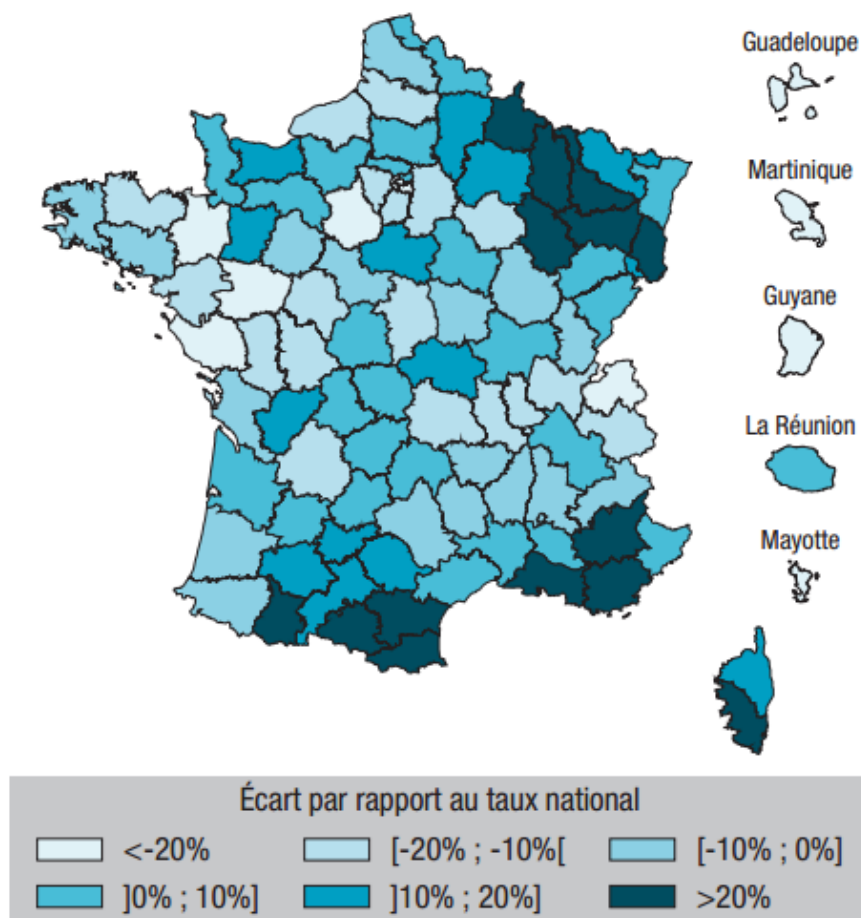 Guadeloupe
Martinique
Guyane
La Réunion
Mayotte
Écart par rapport au taux national
<-20%
[-20% ; -10%[
[-10% ; 0%]
]0% ; 10%]
]10% ; 20%]
>20%